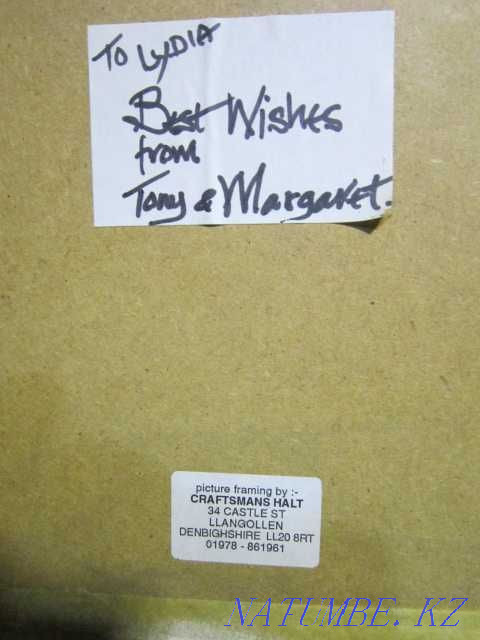 TO LYDIA
Best Wishes
from
Tony & Margaret.
picture framing by :-
CRAFTSMANS HALT
34 CASTLE ST
LLANGOLLEN
DENBIGHSHIRE LL20 8RT
01978 - 861961
NATUMBE. KZ